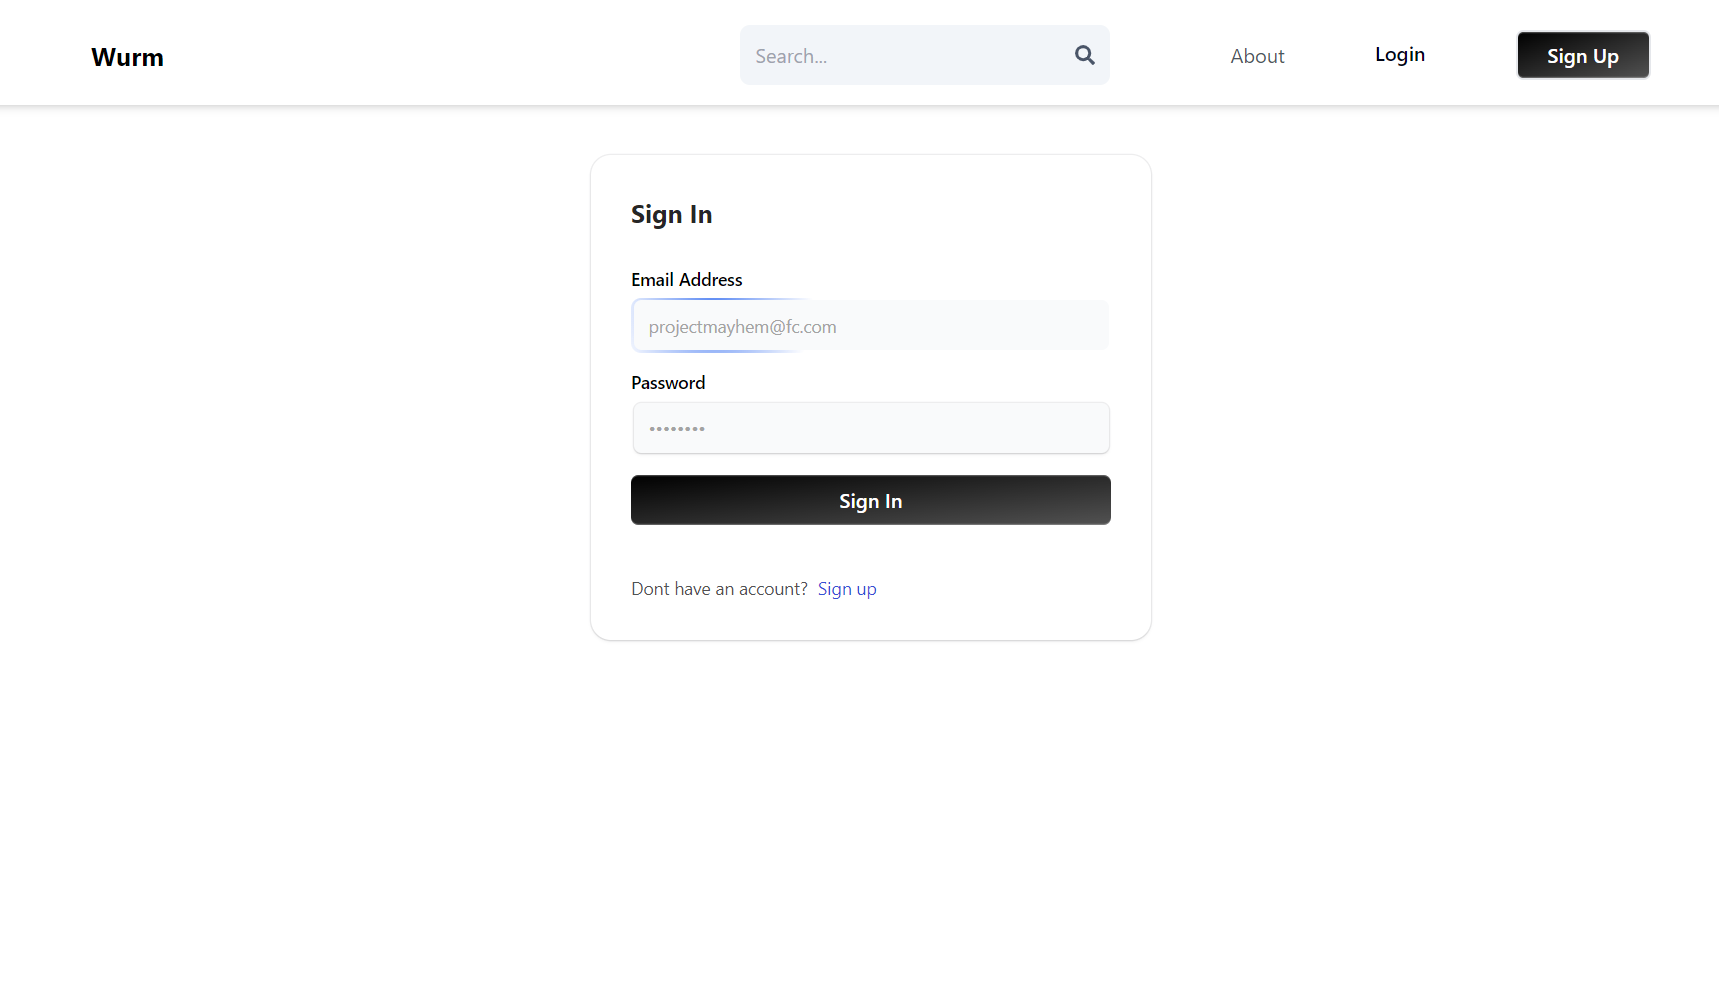 Wurm
Search...
About
Login
Sign Up
Sign In
Email Address
projectmayhem@fc.com
Password
••••••••
Sign In
Dont have an account? Sign up